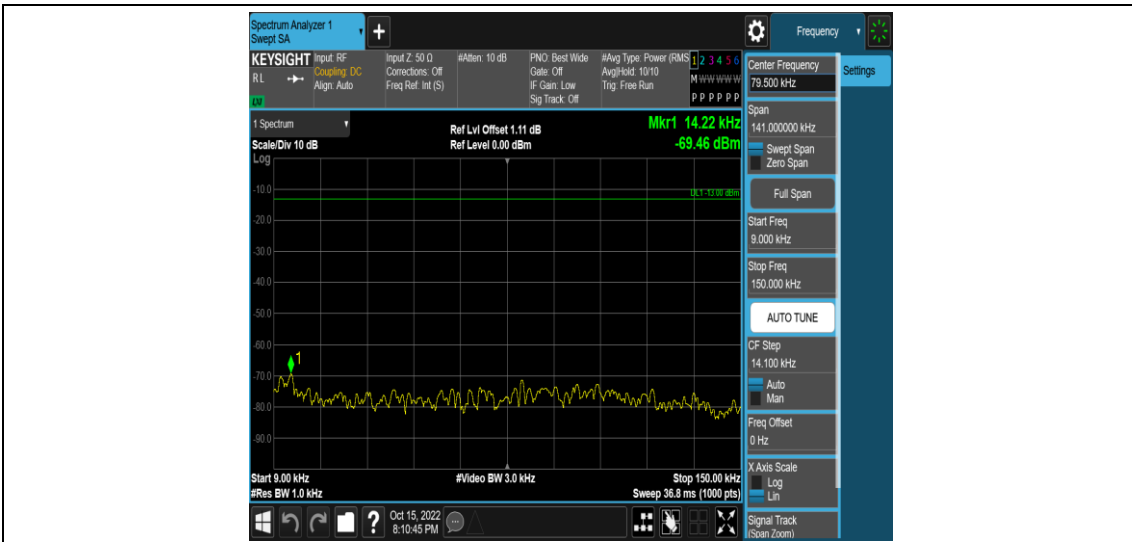 Spectrum Analyzer 1
Swept SA
Frequency
KEYSIGHT
Input: RF
Coupling: DC
Align: Auto
Input Z: 50 Ω
Corrections: Off
Freq Ref: Int (S)
#Atten: 10 dB
PNO: Best Wide
Gate: Off
IF Gain: Low
Sig Track: Off
#Avg Type: Power (RMS
Avg|Hold: 10/10
Trig: Free Run
1 2 3 4 5 6
M W W W W W
P P P P P P
R L
LXI
1 Spectrum
Scale/Div 10 dB
Log
Ref Lvl Offset 1.11 dB
Ref Level 0.00 dBm
Mkr1 14.22 kHz
-69.46 dBm
DL1 -13.00 dBm
-10.0
-20.0
-30.0
-40.0
-50.0
-60.0
-70.0
-80.0
-90.0
1
Start 9.00 kHz
#Res BW 1.0 kHz
#Video BW 3.0 kHz
Stop 150.00 kHz
Sweep 36.8 ms (1000 pts)
Oct 15, 2022
8:10:45 PM
Center Frequency
79.500 kHz
Settings
Span
141.000000 kHz
Swept Span
Zero Span
Full Span
Start Freq
9.000 kHz
Stop Freq
150.000 kHz
AUTO TUNE
CF Step
14.100 kHz
Auto
Man
Freq Offset
0 Hz
X Axis Scale
Log
Lin
Signal Track
(Span Zoom)